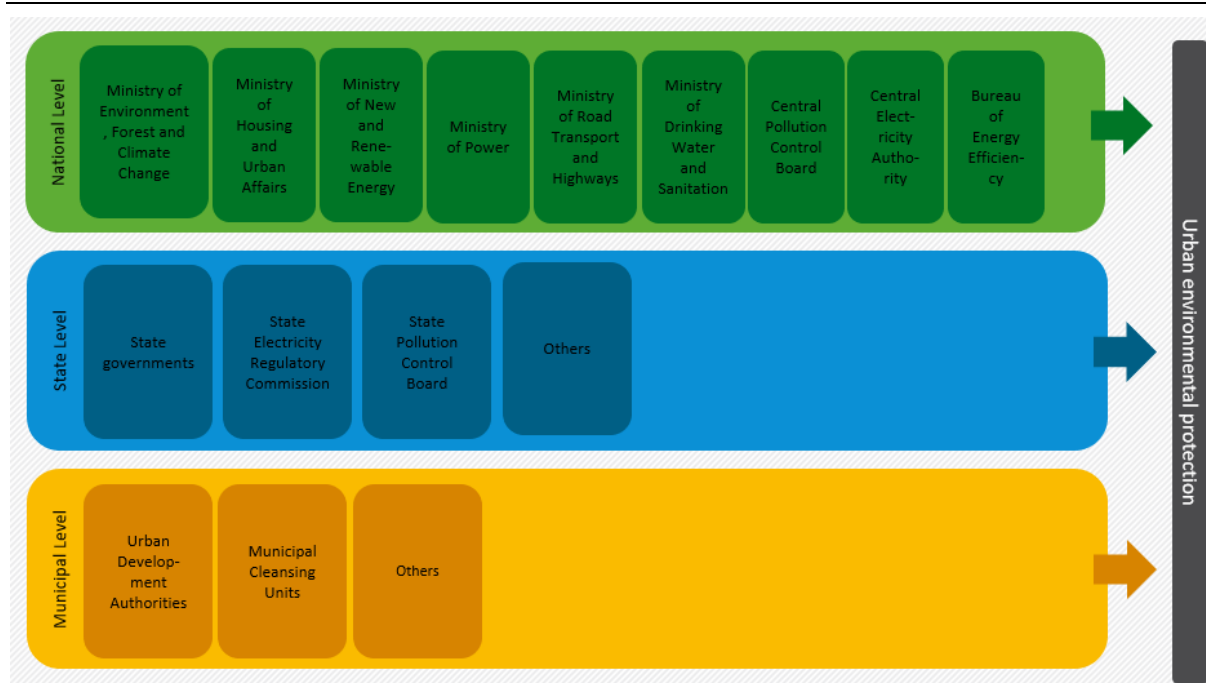 National Level
Ministry of
Environment
, Forest and
Climate
Change
Ministry
of
Housing
and
Urban
Affairs
Ministry
of New
and
Rene-
wable
Energy
Ministry
of Power
Ministry
of Road
Transport
and
Highways
Ministry
of
Drinking
Water
and
Sanitation
Central
Pollution
Control
Board
Central
Elect-
ricity
Autho-
rity
Bureau
of
Energy
Efficien-
cy
State Level
State
governments
State
Electricity
Regulatory
Commission
State
Pollution
Control
Board
Others
Municipal Level
Urban
Develop-
ment
Authorities
Municipal
Cleansing
Units
Others
Urban environmental protection